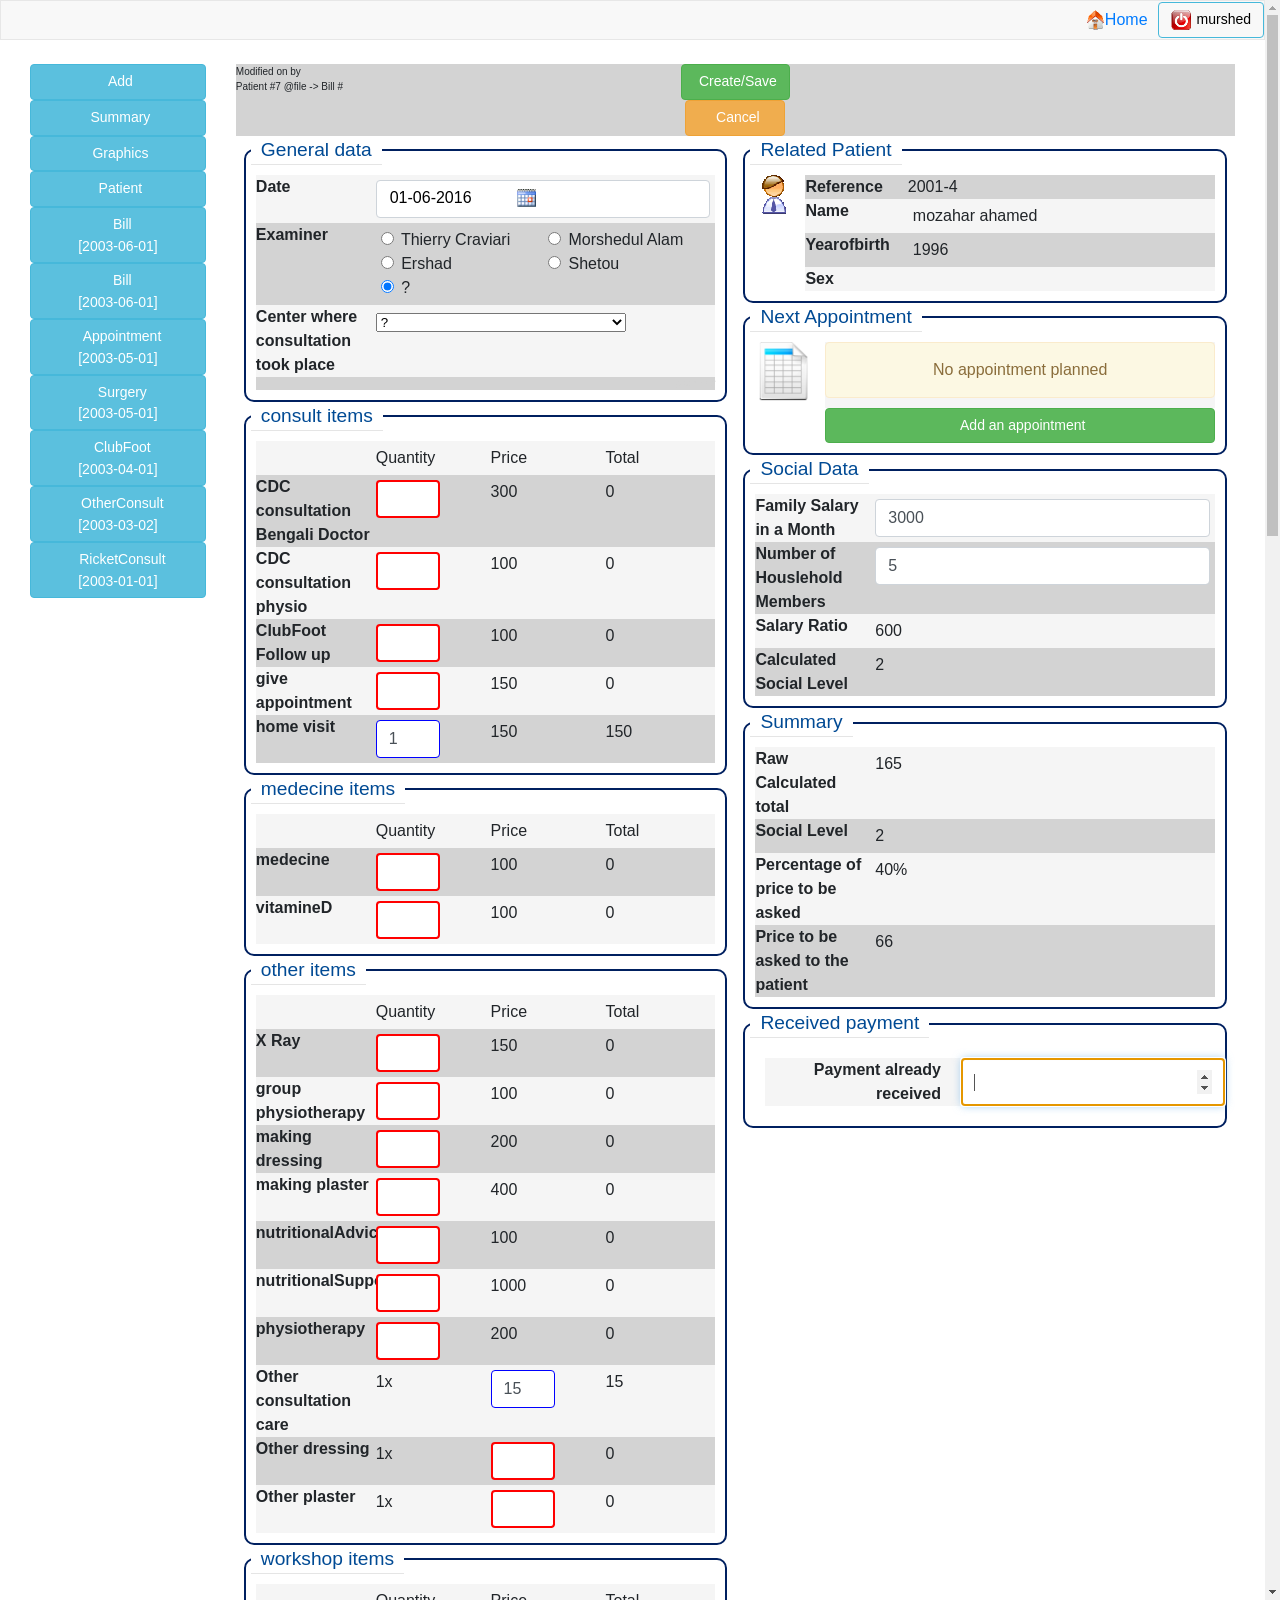 Home
murshed
Add
Summary
Graphics
Patient
Bill
[2003-06-01]
Bill
[2003-06-01]
Appointment
[2003-05-01]
Surgery
[2003-05-01]
ClubFoot
[2003-04-01]
OtherConsult
[2003-03-02]
RicketConsult
[2003-01-01]
Modified on by
Patient #7 @file -> Bill #
Create/Save
Cancel
General data
Date 01-06-2016
Examiner
Thierry Craviari Morshedul Alam
Ershad Shetou
?
Center where
consultation
took place
?
consult items
Quantity Price Total
CDC
consultation
Bengali Doctor
300 0
CDC
consultation
physio
100 0
ClubFoot
Follow up
100 0
give
appointment
150 0
home visit 1 150 150
medecine items
Quantity Price Total
medecine 100 0
vitamineD 100 0
other items
Quantity Price Total
X Ray 150 0
group
physiotherapy
100 0
making
dressing
200 0
making plaster 400 0
nutritionalAdvic 100 0
nutritionalSupp 1000 0
physiotherapy 200 0
Other
consultation
care
1x 15 15
Other dressing 1x 0
Other plaster 1x 0
workshop items
Quantity Price Total
Related Patient
Reference 2001-4
Name mozahar ahamed
Yearofbirth 1996
Sex
Next Appointment
No appointment planned
Add an appointment
Social Data
Family Salary
in a Month
3000
Number of
Houslehold
Members
5
Salary Ratio 600
Calculated
Social Level
2
Summary
Raw
Calculated
total
165
Social Level 2
Percentage of
price to be
asked
40%
Price to be
asked to the
patient
66
Received payment
Payment already
received